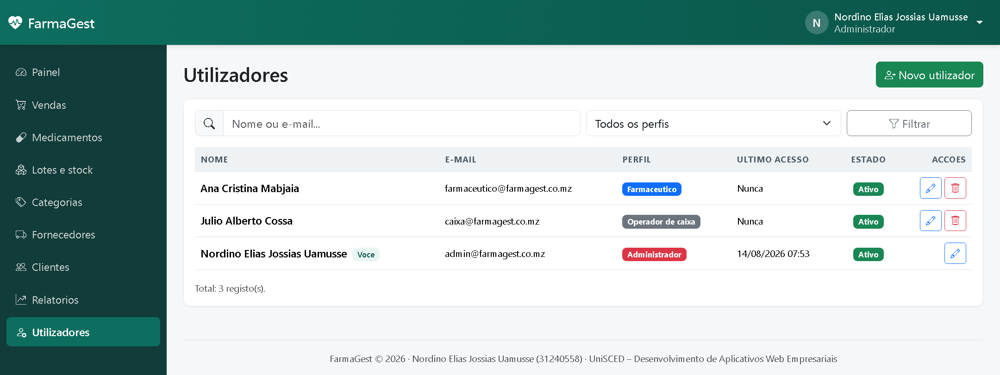 FarmaGest
N
Nordino Elias Jossias Uamusse
Administrador
Painel
Vendas
Medicamentos
Lotes e stock
Categorias
Fornecedores
Clientes
Relatorios
Utilizadores
Utilizadores
Novo utilizador
Nome ou e-mail...
Todos os perfis
Filtrar
NOME E-MAIL PERFIL ULTIMO ACESSO ESTADO ACCOES
Ana Cristina Mabjaia farmaceutico@farmagest.co.mz Farmaceutico Nunca Ativo
Julio Alberto Cossa caixa@farmagest.co.mz Operador de caixa Nunca Ativo
Nordino Elias Jossias Uamusse Voce admin@farmagest.co.mz Administrador 14/08/2026 07:53 Ativo
Total: 3 registo(s).
FarmaGest © 2026 · Nordino Elias Jossias Uamusse (31240558) · UniSCED – Desenvolvimento de Aplicativos Web Empresariais